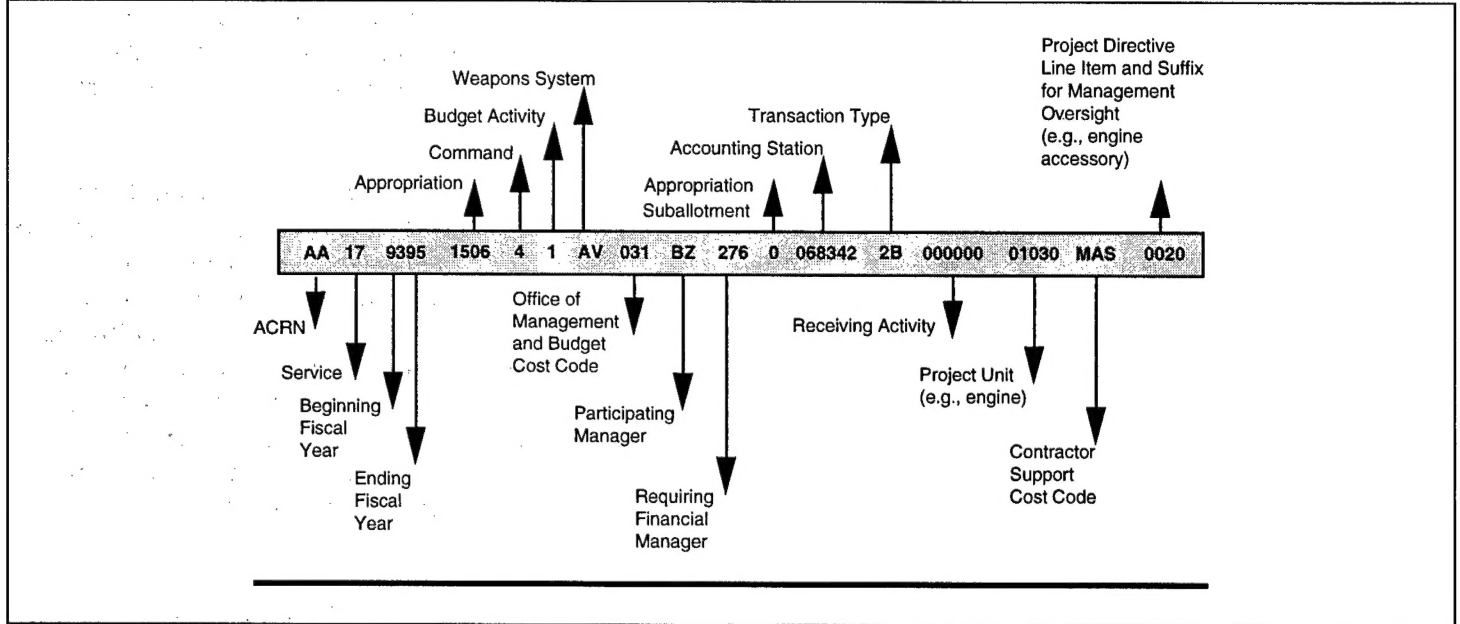 Project Directive
Line Item and Suffix
for Management
Oversight
(e.g., engine
accessory)
Weapons System
Budget Activity
Transaction Type
Command
Accounting Station
Appropriation
Appropriation
Suballotment
AA 17 9395 1506 4 1 AV 031 BZ 276 0 068342 2B 000000 01030 MAS 0020
ACRN
Office of
Management
and Budget
Cost Code
Receiving Activity
Service
Project Unit
(e.g., engine)
Beginning
Fiscal
Year
Participating
Manager
Contractor
Support
Cost Code
Ending
Fiscal
Year
Requiring
Financial
Manager